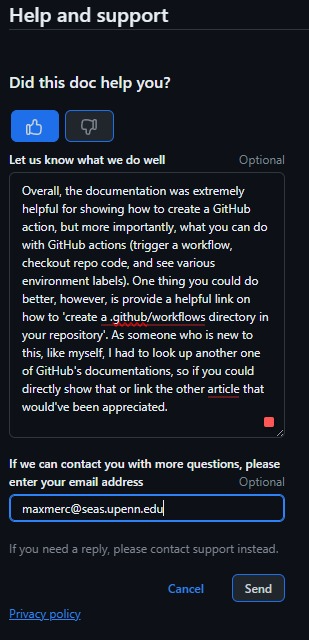 Help and support
Did this doc help you?
Let us know what we do well Optional
Overall, the documentation was extremely
helpful for showing how to create a GitHub
action, but more importantly, what you can do
with GitHub actions (trigger a workflow,
checkout repo code, and see various
environment labels). One thing you could do
better, however, is provide a helpful link on
how to 'create a .github/workflows directory in
your repository'. As someone who is new to
this, like myself, I had to look up another one
of GitHub's documentations, so if you could
directly show that or link the other article that
would've been appreciated.
If we can contact you with more questions, please
enter your email address Optional
maxmerc@seas.upenn.edu
If you need a reply, please contact support instead.
Cancel Send
Privacy policy